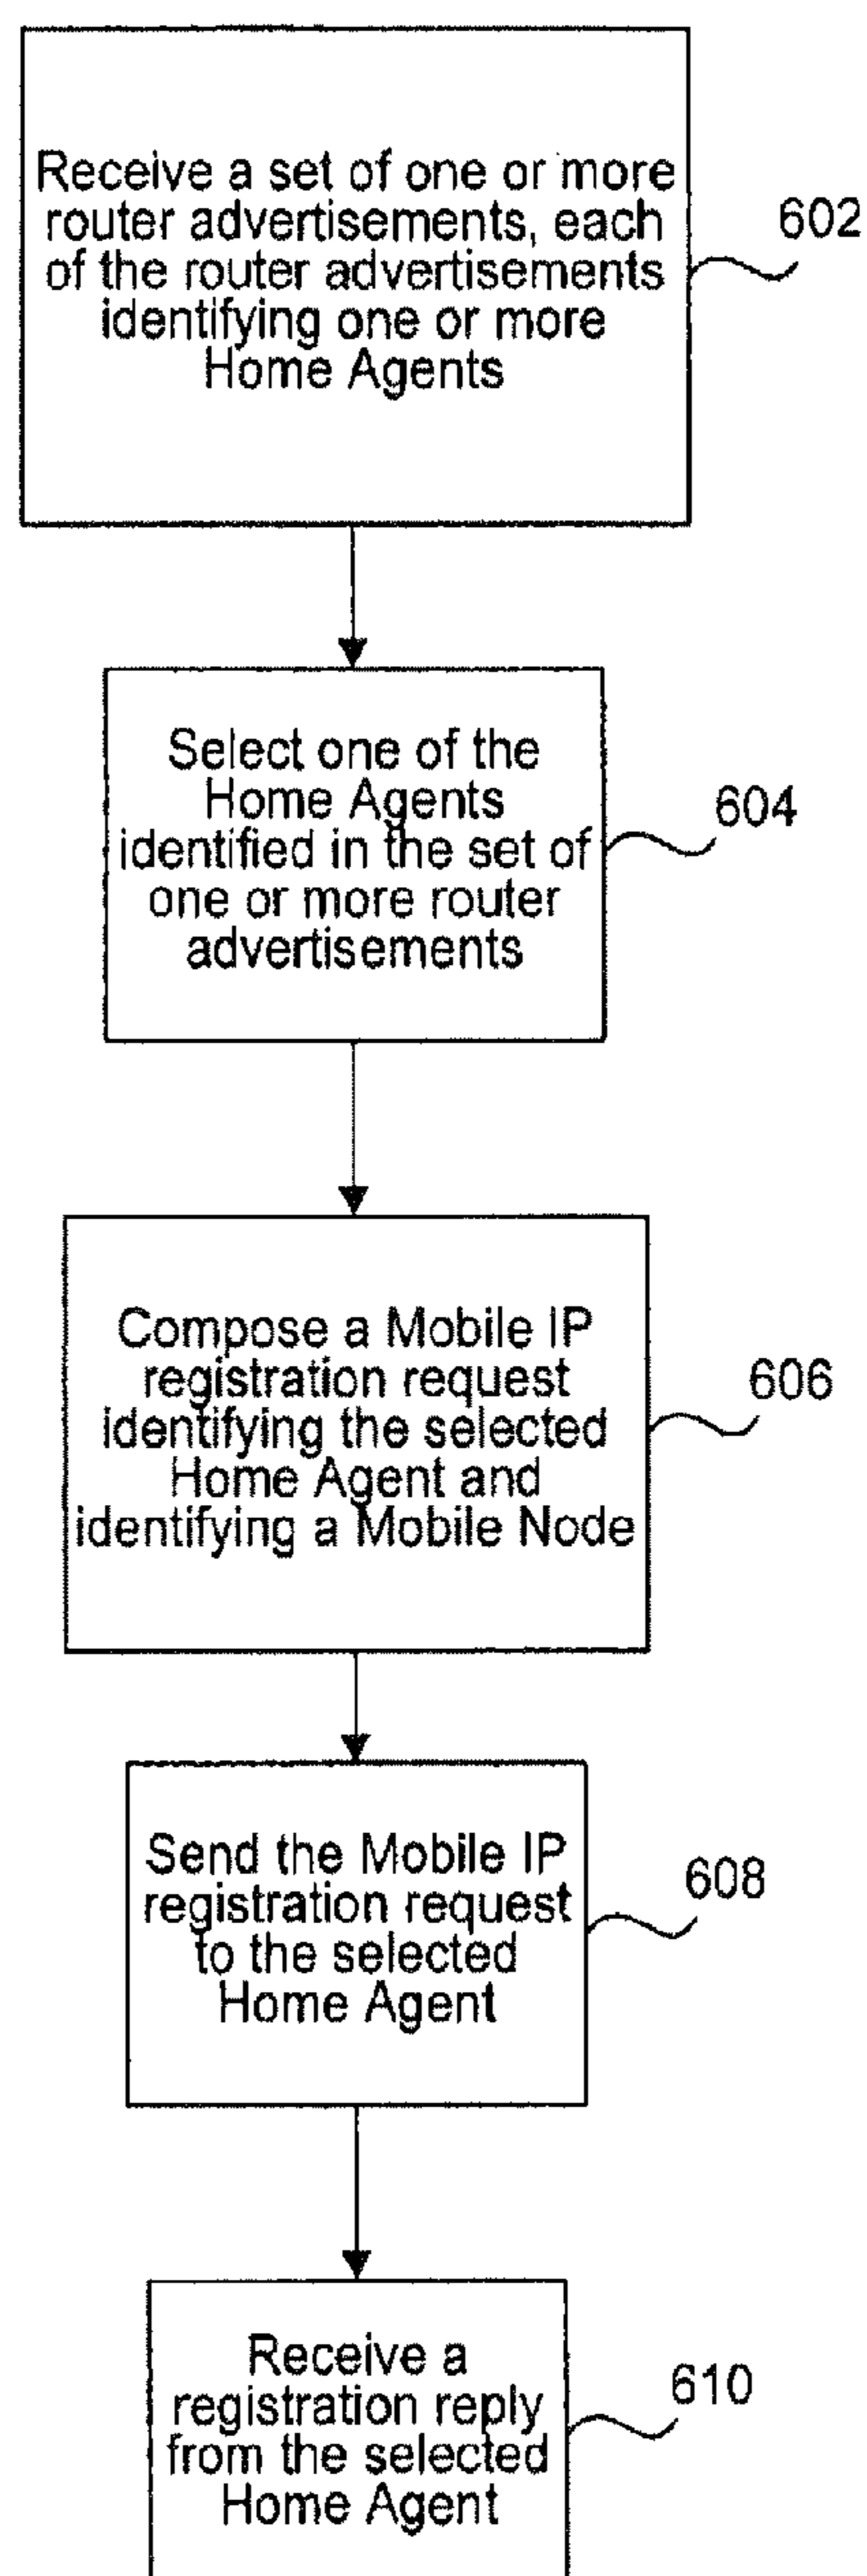 Receive a set of one or more
router advertisements, each
of the router advertisements
identifying one or more
Home Agents
602
Select one of the
Home Agents
identified in the set of
one or more router
advertisements
604
Compose a Mobile IP
registration request
identifying the selected
Home Agent and
identifying a Mobile Node
606
Send the Mobile IP
registration request
to the selected
Home Agent
608
Receive a
registration reply
from the selected
Home Agent
610